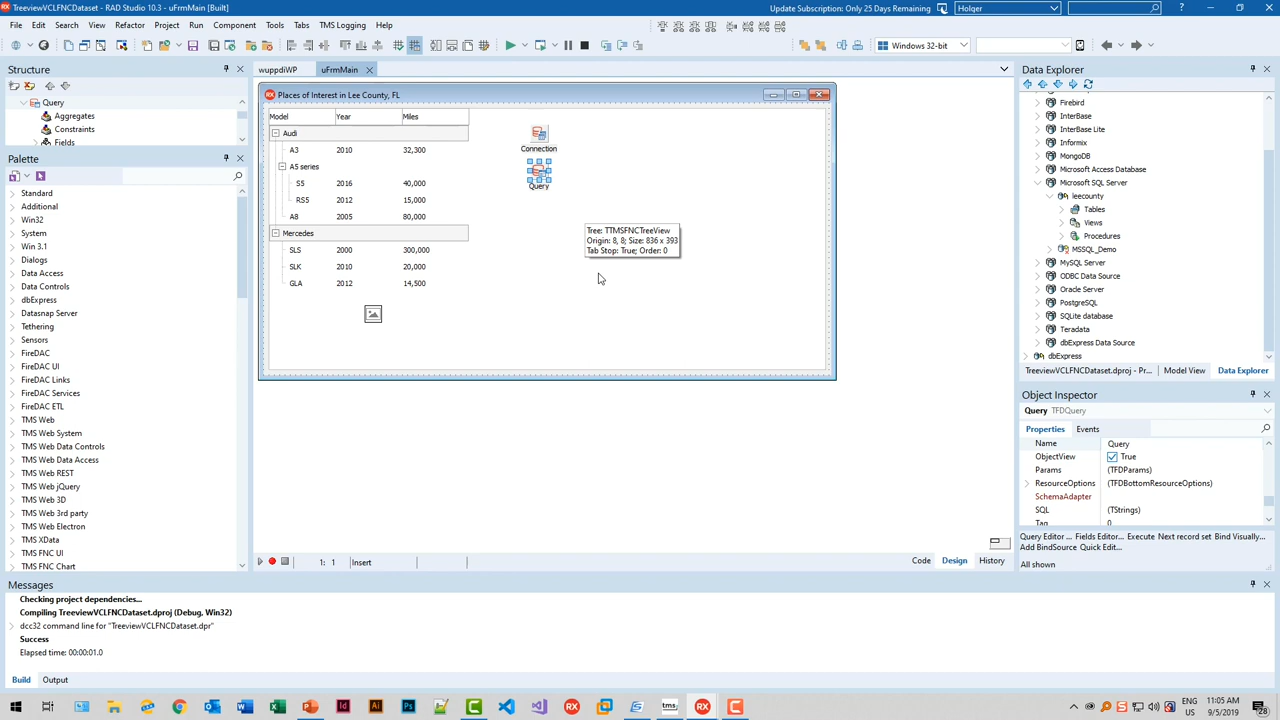 TreeviewVCLFNCDataset - RAD Studio 10.3 - uFrmMain [Built]
Update Subscription: Only 25 Days Remaining
Holger
File Edit Search View Refactor Project Run Component Tools Tabs TMS Logging Help
Windows 32-bit
Structure
Query
Aggregates
Constraints
Fields
Palette
Standard
Additional
Win32
System
Win 3.1
Dialogs
Data Access
Data Controls
dbExpress
Datasnap Server
Tethering
Sensors
FireDAC
FireDAC UI
FireDAC Links
FireDAC Services
FireDAC ETL
TMS Web
TMS Web System
TMS Web Data Controls
TMS Web Data Access
TMS Web REST
TMS Web jQuery
TMS Web 3D
TMS Web 3rd party
TMS Web Electron
TMS XData
TMS FNC UI
TMS FNC Chart
wuppdiWP uFrmMain
RX Places of Interest in Lee County, FL
Model Year Miles
Audi
A3 2010 32,300
A5 series
S5 2016 40,000
RS5 2012 15,000
A8 2005 80,000
Mercedes
SLS 2000 300,000
SLK 2010 20,000
GLA 2012 14,500
Connection
Query
Tree: TTMSFNCTreeView
Origin: 8, 8; Size: 836 x 393
Tab Stop: True; Order: 0
1: 1 Insert
Code Design History
Data Explorer
Firebird
InterBase
InterBase Lite
Informix
MongoDB
Microsoft Access Database
Microsoft SQL Server
leecounty
Tables
Views
Procedures
MSSQL_Demo
MySQL Server
ODBC Data Source
Oracle Server
PostgreSQL
SQLite database
Teradata
dbExpress Data Source
dbExpress
TreeviewVCLFNCDataset.dproj - Pr... Model View Data Explorer
Object Inspector
Query TFDQuery
Properties Events
Name Query
ObjectView True
Params (TFDParams)
ResourceOptions (TFDBottomResourceOptions)
SchemaAdapter
SQL (TStrings)
Tag 0
Query Editor ... Fields Editor... Execute Next record set Bind Visually...
Add BindSource Quick Edit...
All shown
Messages
Checking project dependencies...
Compiling TreeviewVCLFNCDataset.dproj (Debug, Win32)
dcc32 command line for "TreeviewVCLFNCDataset.dpr"
Success
Elapsed time: 00:00:01.0
Build Output
ENG
US
11:05 AM
9/5/2019
28